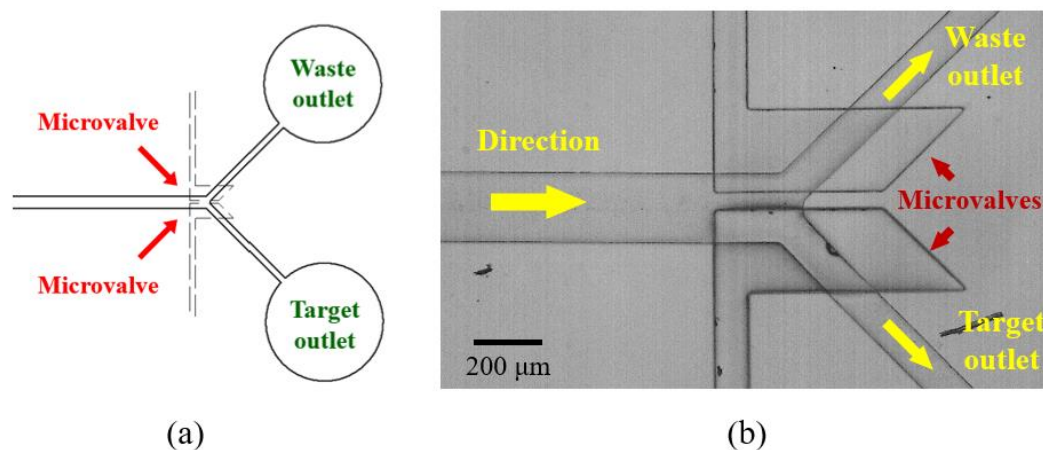 Waste
outlet
Microvalve
Microvalve
Target
outlet
(a)
Waste
outlet
Direction
Microvalves
200 μm
Target
outlet
(b)